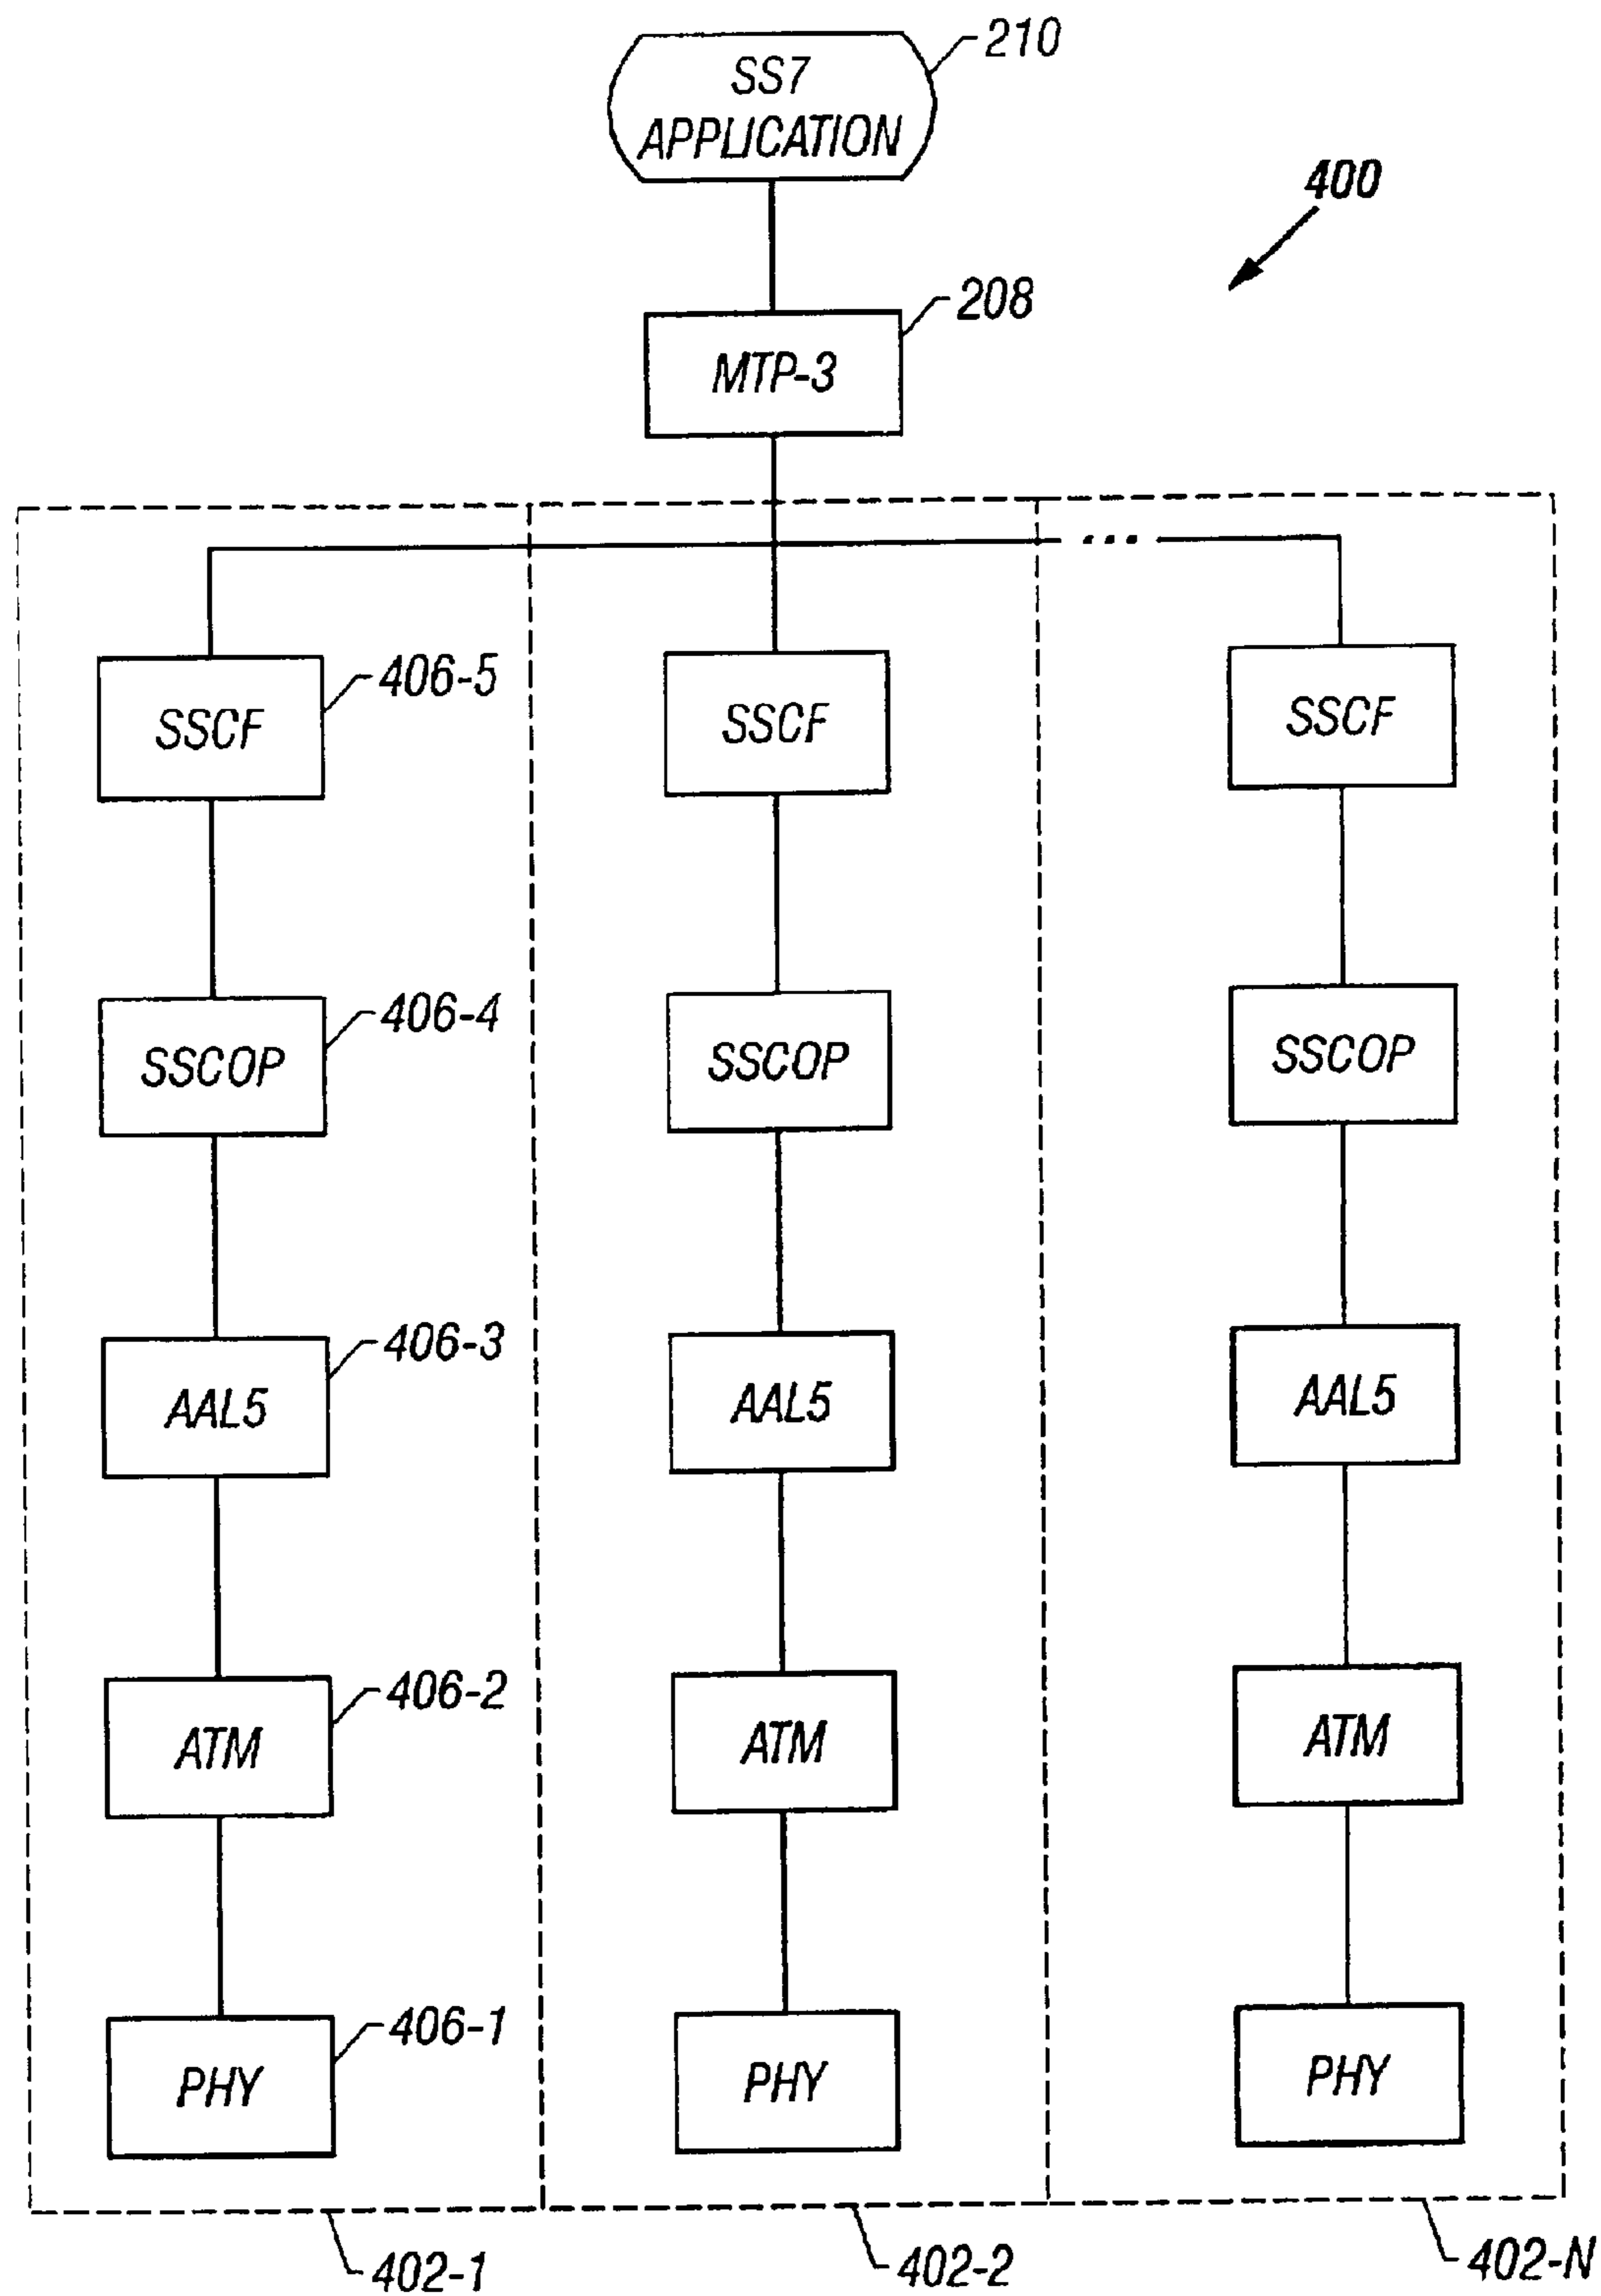 210
SS7
APPLICATION
400
208
MTP-3
...
406-5
SSCF
SSCF
SSCF
406-4
SSCOP
SSCOP
SSCOP
406-3
AAL5
AAL5
AAL5
406-2
ATM
ATM
ATM
406-1
PHY
PHY
PHY
402-1
402-2
402-N